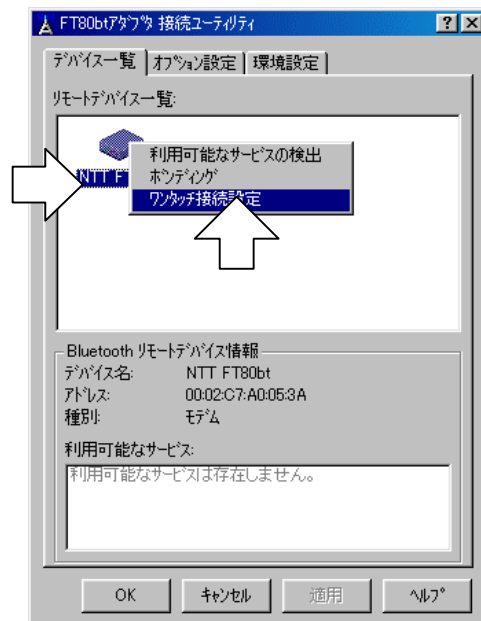 FT80btｱﾀﾞﾌﾟﾀ 接続ユーティリティ
ﾃﾞﾊﾞｲｽ一覧 ｵﾌﾟｼｮﾝ設定 環境設定
ﾘﾓｰﾄﾃﾞﾊﾞｲｽ一覧:
利用可能なｻｰﾋﾞｽの検出
NTT F
ﾎﾞﾝﾃﾞｨﾝｸﾞ
ﾜﾝﾀｯﾁ接続設定
Bluetooth ﾘﾓｰﾄﾃﾞﾊﾞｲｽ情報
ﾃﾞﾊﾞｲｽ名: NTT FT80bt
ｱﾄﾞﾚｽ: 00:02:C7:A0:05:3A
種別: ﾓﾃﾞﾑ
利用可能なｻｰﾋﾞｽ:
利用可能なｻｰﾋﾞｽは存在しません。
OK ｷｬﾝｾﾙ 適用 ﾍﾙﾌﾟ